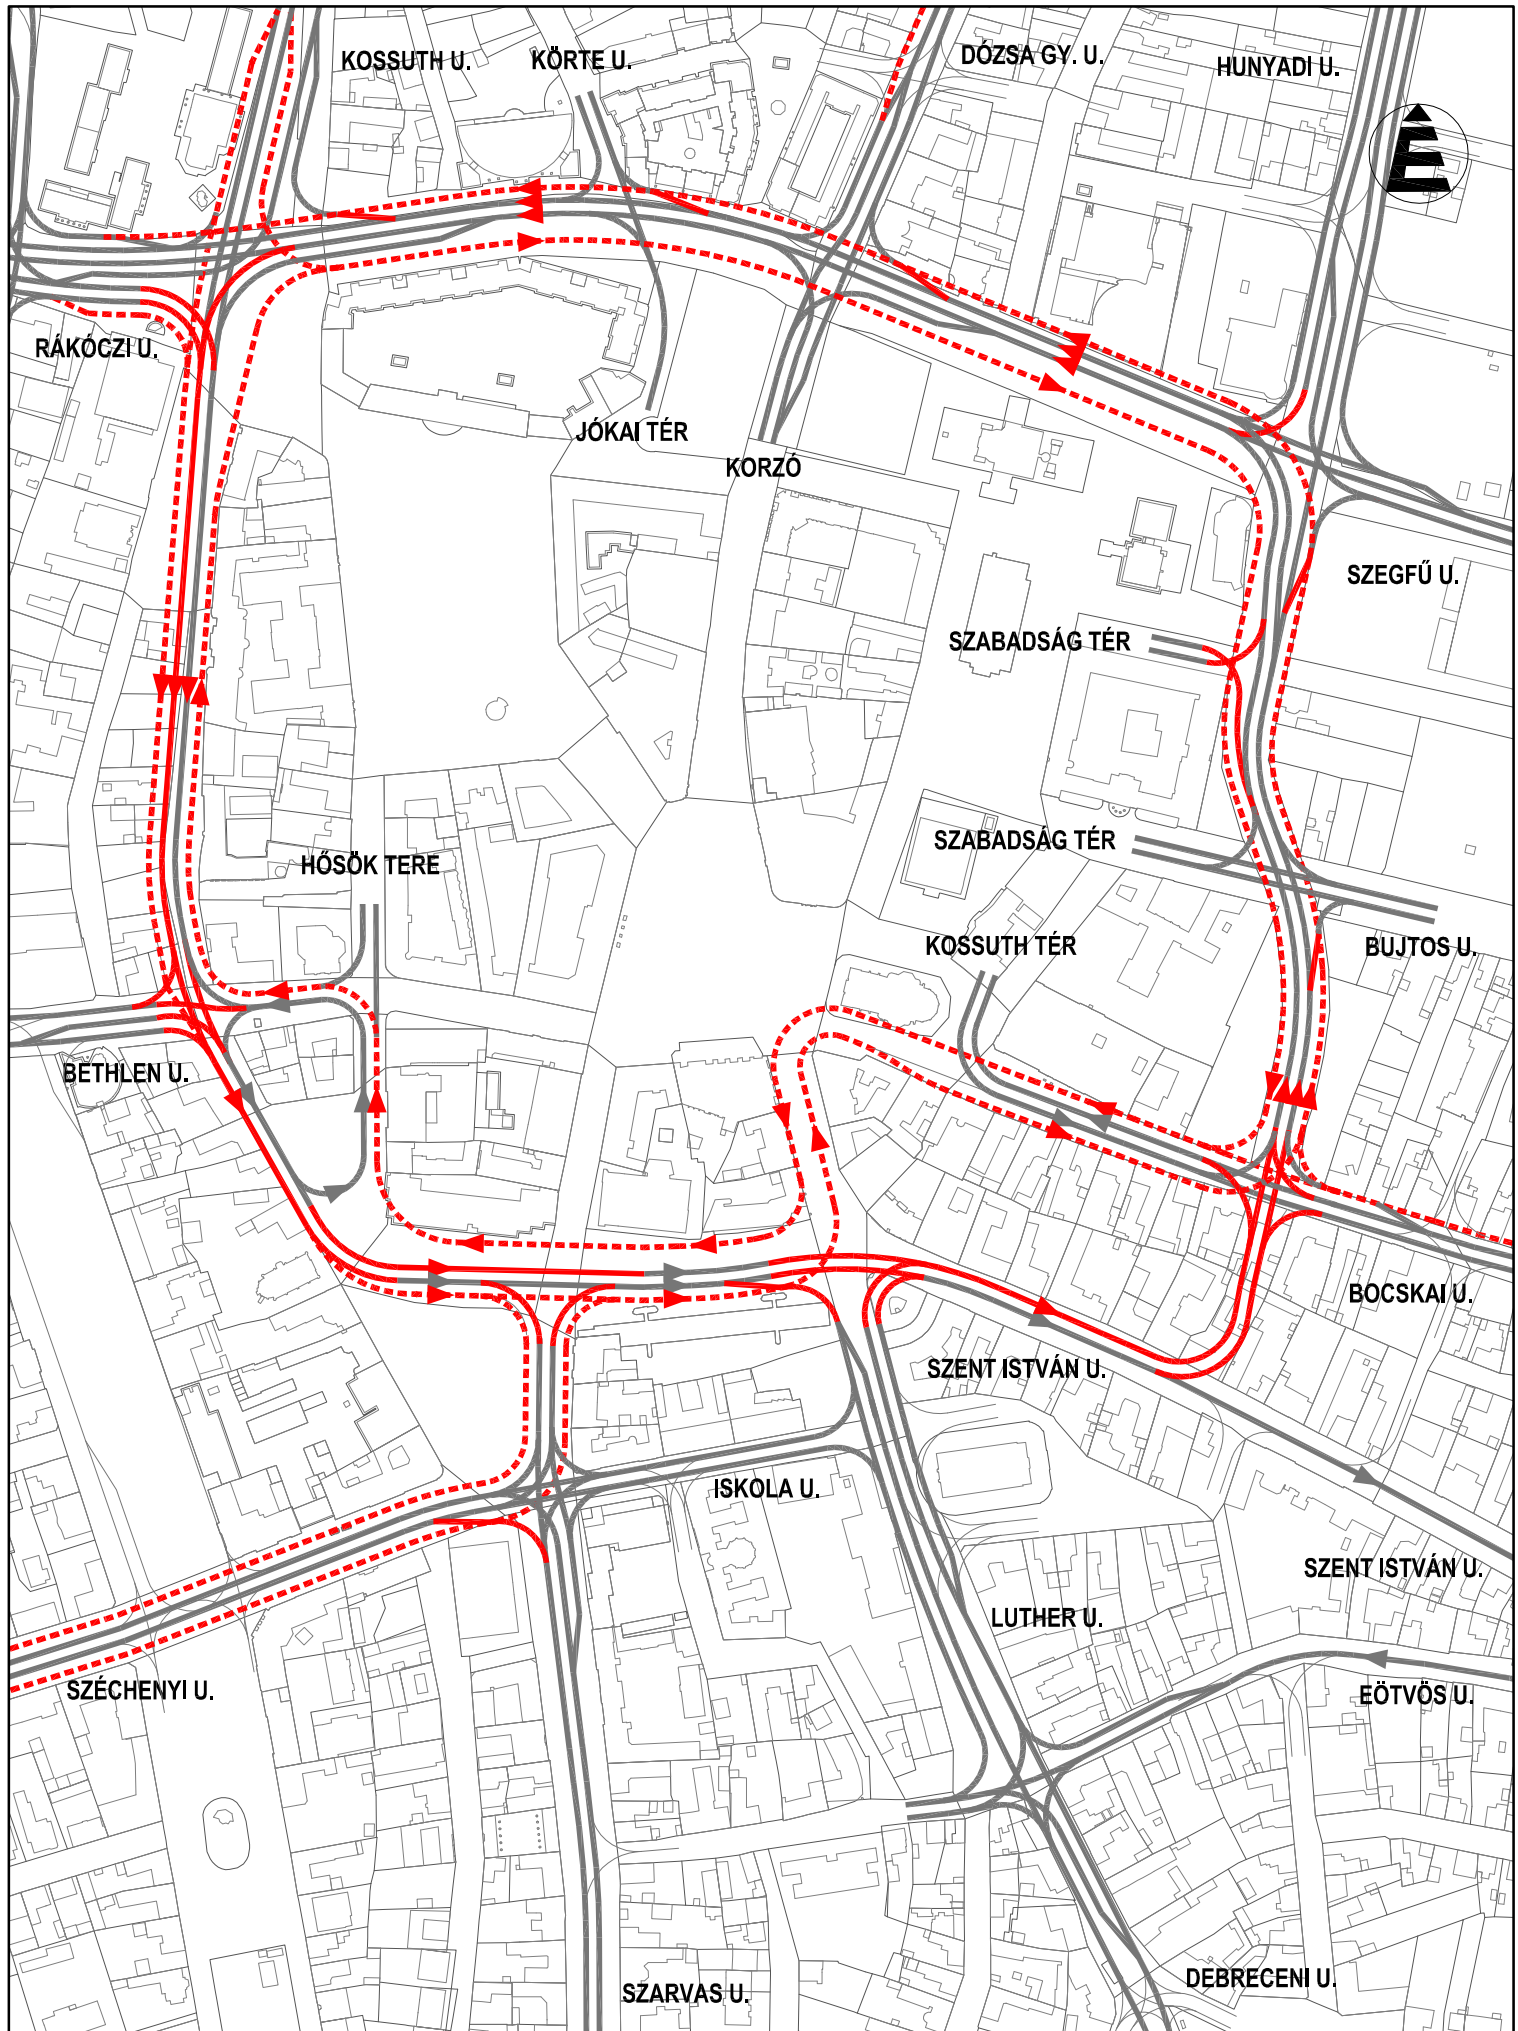 KOSSUTH U.
KÖRTE U.
DÓZSA GY. U.
HUNYADI U.
RÁKÓCZI U.
JÓKAI TÉR
KORZÓ
SZEGFŰ U.
SZABADSÁG TÉR
SZABADSÁG TÉR
HŐSÖK TERE
KOSSUTH TÉR
BUJTOS U.
BETHLEN U.
BOCSKAI U.
SZENT ISTVÁN U.
ISKOLA U.
SZENT ISTVÁN U.
LUTHER U.
SZÉCHENYI U.
EÖTVÖS U.
DEBRECENI U.
SZARVAS U.